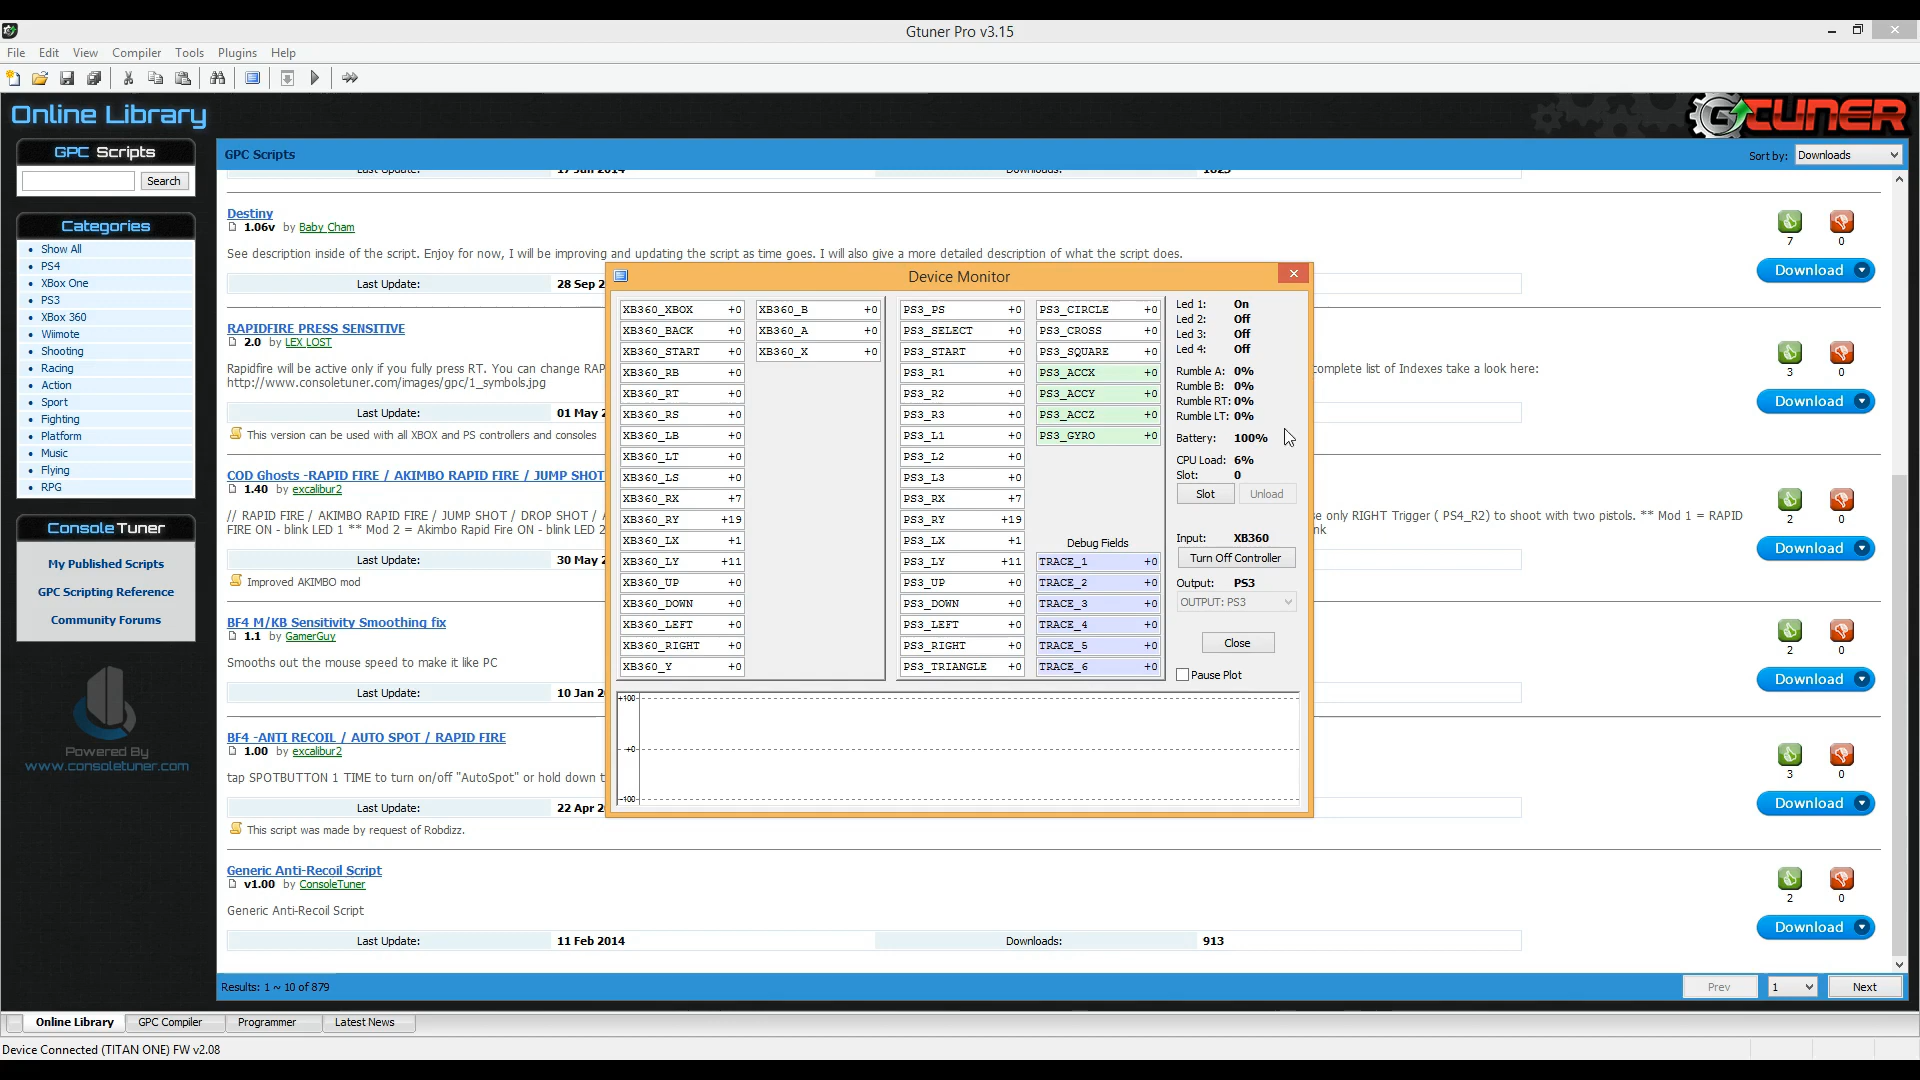 Gtuner Pro v3.15
File Edit View Compiler Tools Plugins Help
Online Library
GTUNER
GPC Scripts
Search
Categories
Show All
PS4
XBox One
PS3
XBox 360
Wiimote
Shooting
Racing
Action
Sport
Fighting
Platform
Music
Flying
RPG
ConsoleTuner
My Published Scripts
GPC Scripting Reference
Community Forums
Powered By
www.consoletuner.com
GPC Scripts
Sort by: Downloads
Last Update: 17 Jun 2014 Downloads: 1823
Destiny
1.06v by Baby_Cham
See description inside of the script. Enjoy for now, I will be improving and updating the script as time goes. I will also give a more detailed description of what the script does.
7 0
Download
Last Update: 28 Sep 2
RAPIDFIRE PRESS SENSITIVE
2.0 by LEX_LOST
Rapidfire will be active only if you fully press RT. You can change RAP
complete list of Indexes take a look here:
http://www.consoletuner.com/images/gpc/1_symbols.jpg
3 0
Download
Last Update: 01 May 2
This version can be used with all XBOX and PS controllers and consoles
COD Ghosts -RAPID FIRE / AKIMBO RAPID FIRE / JUMP SHOT
1.40 by excalibur2
// RAPID FIRE / AKIMBO RAPID FIRE / JUMP SHOT / DROP SHOT /
e only RIGHT Trigger ( PS4_R2) to shoot with two pistols. ** Mod 1 = RAPID
FIRE ON - blink LED 1 ** Mod 2 = Akimbo Rapid Fire ON - blink LED 2
nk
2 0
Download
Last Update: 30 May 2
Improved AKIMBO mod
BF4 M/KB Sensitivity Smoothing fix
1.1 by GamerGuy
Smooths out the mouse speed to make it like PC
2 0
Download
Last Update: 10 Jan 20
BF4 -ANTI RECOIL / AUTO SPOT / RAPID FIRE
1.00 by excalibur2
tap SPOTBUTTON 1 TIME to turn on/off "AutoSpot" or hold down t
3 0
Download
Last Update: 22 Apr 2
This script was made by request of Robdizz.
Generic Anti-Recoil Script
v1.00 by ConsoleTuner
Generic Anti-Recoil Script
2 0
Download
Last Update: 11 Feb 2014 Downloads: 913
Results: 1 ~ 10 of 879
Prev 1 Next
Device Monitor
XB360_XBOX +0
XB360_BACK +0
XB360_START +0
XB360_RB +0
XB360_RT +0
XB360_RS +0
XB360_LB +0
XB360_LT +0
XB360_LS +0
XB360_RX +7
XB360_RY +19
XB360_LX +1
XB360_LY +11
XB360_UP +0
XB360_DOWN +0
XB360_LEFT +0
XB360_RIGHT +0
XB360_Y +0
XB360_B +0
XB360_A +0
XB360_X +0
PS3_PS +0
PS3_SELECT +0
PS3_START +0
PS3_R1 +0
PS3_R2 +0
PS3_R3 +0
PS3_L1 +0
PS3_L2 +0
PS3_L3 +0
PS3_RX +7
PS3_RY +19
PS3_LX +1
PS3_LY +11
PS3_UP +0
PS3_DOWN +0
PS3_LEFT +0
PS3_RIGHT +0
PS3_TRIANGLE +0
PS3_CIRCLE +0
PS3_CROSS +0
PS3_SQUARE +0
PS3_ACCX +0
PS3_ACCY +0
PS3_ACCZ +0
PS3_GYRO +0
Debug Fields
TRACE_1 +0
TRACE_2 +0
TRACE_3 +0
TRACE_4 +0
TRACE_5 +0
TRACE_6 +0
Led 1: On
Led 2: Off
Led 3: Off
Led 4: Off
Rumble A: 0%
Rumble B: 0%
Rumble RT: 0%
Rumble LT: 0%
Battery: 100%
CPU Load: 6%
Slot: 0
Slot Unload
Input: XB360
Turn Off Controller
Output: PS3
OUTPUT: PS3
Close
Pause Plot
+100
+0
-100
Online Library GPC Compiler Programmer Latest News
Device Connected (TITAN ONE) FW v2.08